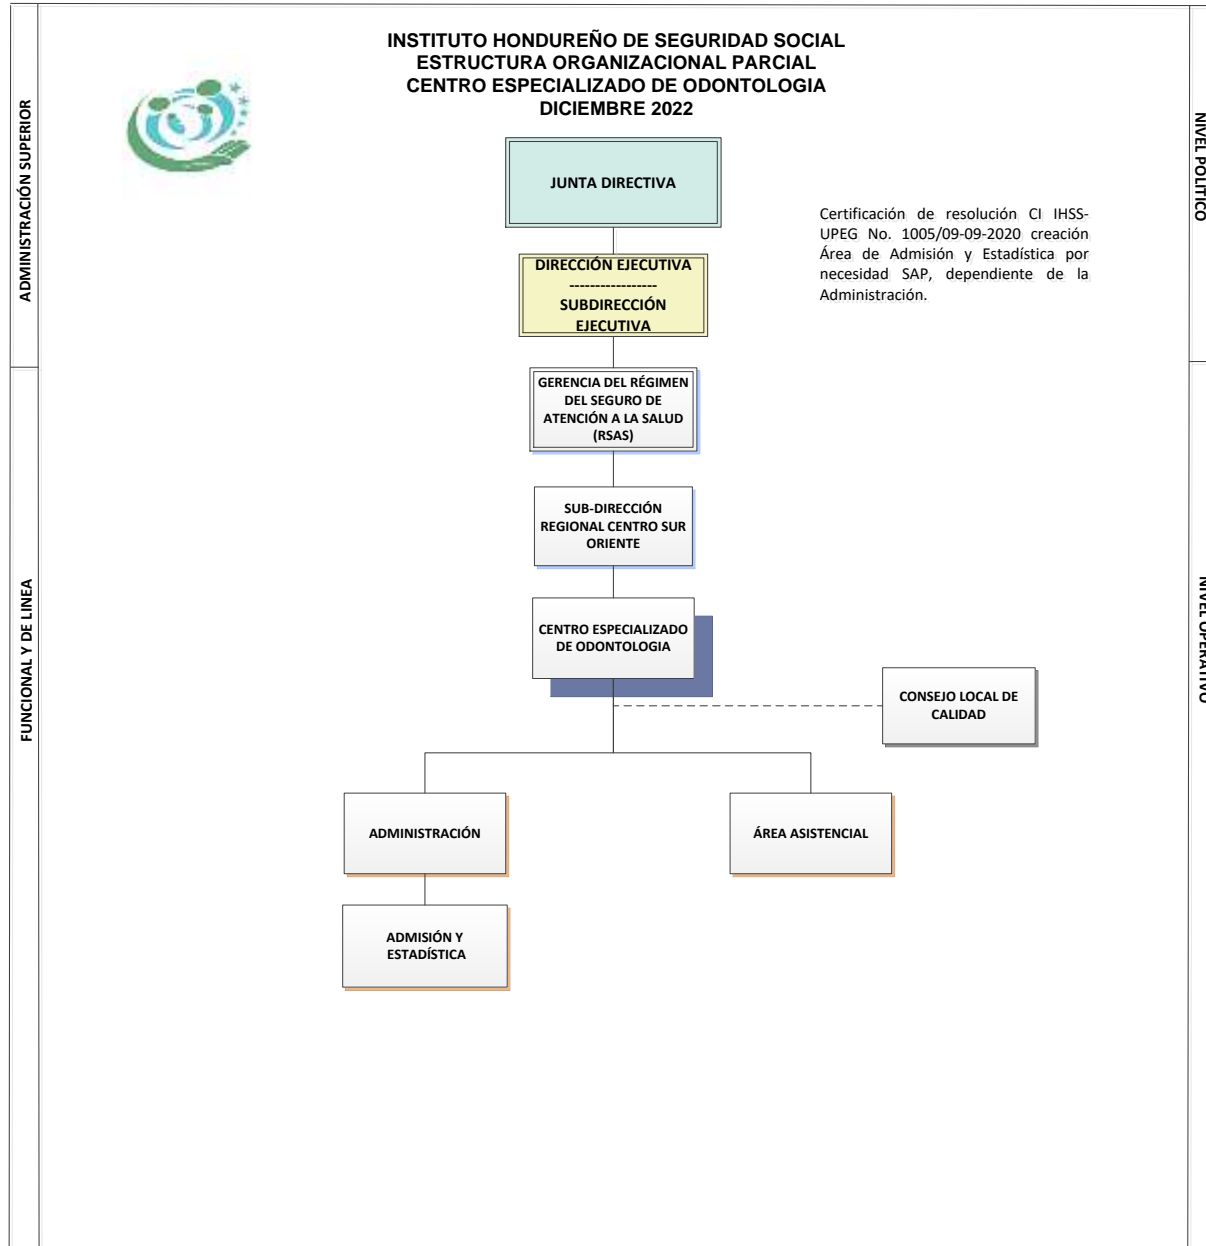 INSTITUTO HONDUREÑO DE SEGURIDAD SOCIAL
ESTRUCTURA ORGANIZACIONAL PARCIAL
CENTRO ESPECIALIZADO DE ODONTOLOGIA
DICIEMBRE 2022
ADMINISTRACIÓN SUPERIOR
NIVEL POLITICO
JUNTA DIRECTIVA
Certificación de resolución CI IHSS-
UPEG No. 1005/09-09-2020 creación
Área de Admisión y Estadística por
necesidad SAP, dependiente de la
Administración.
DIRECCIÓN EJECUTIVA
-----------------
SUBDIRECCIÓN
EJECUTIVA
GERENCIA DEL RÉGIMEN
DEL SEGURO DE
ATENCIÓN A LA SALUD
(RSAS)
SUB-DIRECCIÓN
REGIONAL CENTRO SUR
ORIENTE
FUNCIONAL Y DE LINEA
NIVEL OPERATIVO
CENTRO ESPECIALIZADO
DE ODONTOLOGIA
CONSEJO LOCAL DE
CALIDAD
ADMINISTRACIÓN
ÁREA ASISTENCIAL
ADMISIÓN Y
ESTADÍSTICA